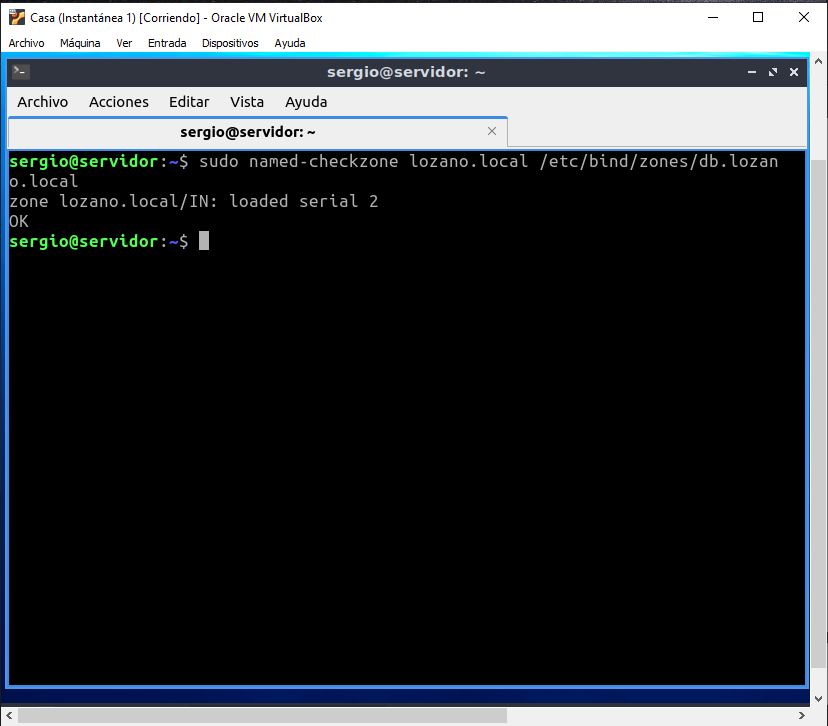 Casa (Instantánea 1) [Corriendo] - Oracle VM VirtualBox
Archivo Máquina Ver Entrada Dispositivos Ayuda
sergio@servidor: ~
Archivo Acciones Editar Vista Ayuda
sergio@servidor: ~
sergio@servidor:~$ sudo named-checkzone lozano.local /etc/bind/zones/db.lozan
o.local
zone lozano.local/IN: loaded serial 2
OK
sergio@servidor:~$